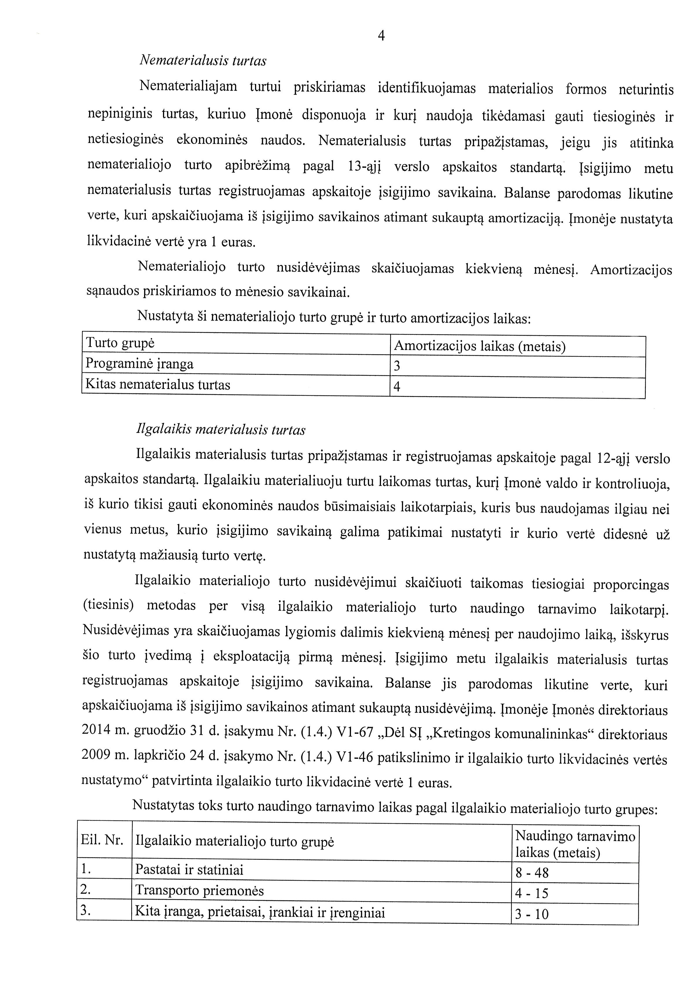 4
Nematerialusis turtas
Nematerialiajam turtui priskiriamas identifikuojamas materialios formos neturintis
nepiniginis turtas, kuriuo Įmonė disponuoja ir kurį naudoja tikėdamasi gauti tiesioginės ir
netiesioginės ekonominės naudos. Nematerialusis turtas pripažįstamas, jeigu jis atitinka
nematerialiojo turto apibrėžimą pagal 13-ąjį verslo apskaitos standartą. Įsigijimo metu
nematerialusis turtas registruojamas apskaitoje įsigijimo savikaina. Balanse parodomas likutine
verte, kuri apskaičiuojama iš įsigijimo savikainos atimant sukauptą amortizaciją. Įmonėje nustatyta
likvidacinė vertė yra 1 euras.
Nematerialiojo turto nusidėvėjimas skaičiuojamas kiekvieną mėnesį. Amortizacijos
sąnaudos priskiriamos to mėnesio savikainai.
Nustatyta ši nematerialiojo turto grupė ir turto amortizacijos laikas:
Turto grupė Amortizacijos laikas (metais)
Programinė įranga 3
Kitas nematerialus turtas 4
Ilgalaikis materialusis turtas
Ilgalaikis materialusis turtas pripažįstamas ir registruojamas apskaitoje pagal 12-ąjį verslo
apskaitos standartą. Ilgalaikiu materialiuoju turtu laikomas turtas, kurį Įmonė valdo ir kontroliuoja,
iš kurio tikisi gauti ekonominės naudos būsimaisiais laikotarpiais, kuris bus naudojamas ilgiau nei
vienus metus, kurio įsigijimo savikainą galima patikimai nustatyti ir kurio vertė didesnė už
nustatytą mažiausią turto vertę.
Ilgalaikio materialiojo turto nusidėvėjimui skaičiuoti taikomas tiesiogiai proporcingas
(tiesinis) metodas per visą ilgalaikio materialiojo turto naudingo tarnavimo laikotarpį.
Nusidėvėjimas yra skaičiuojamas lygiomis dalimis kiekvieną mėnesį per naudojimo laiką, išskyrus
šio turto įvedimą į eksploataciją pirmą mėnesį. Įsigijimo metu ilgalaikis materialusis turtas
registruojamas apskaitoje įsigijimo savikaina. Balanse jis parodomas likutine verte, kuri
apskaičiuojama iš įsigijimo savikainos atimant sukauptą nusidėvėjimą. Įmonėje Įmonės direktoriaus
2014 m. gruodžio 31 d. įsakymu Nr. (1.4.) V1-67 „Dėl SĮ „Kretingos komunalininkas“ direktoriaus
2009 m. lapkričio 24 d. įsakymo Nr. (1.4.) V1-46 patikslinimo ir ilgalaikio turto likvidacinės vertės
nustatymo“ patvirtinta ilgalaikio turto likvidacinė vertė 1 euras.
Nustatytas toks turto naudingo tarnavimo laikas pagal ilgalaikio materialiojo turto grupes:
Eil. Nr. Ilgalaikio materialiojo turto grupė Naudingo tarnavimo
laikas (metais)
1. Pastatai ir statiniai 8 - 48
2. Transporto priemonės 4 - 15
3. Kita įranga, prietaisai, įrankiai ir įrenginiai 3 - 10